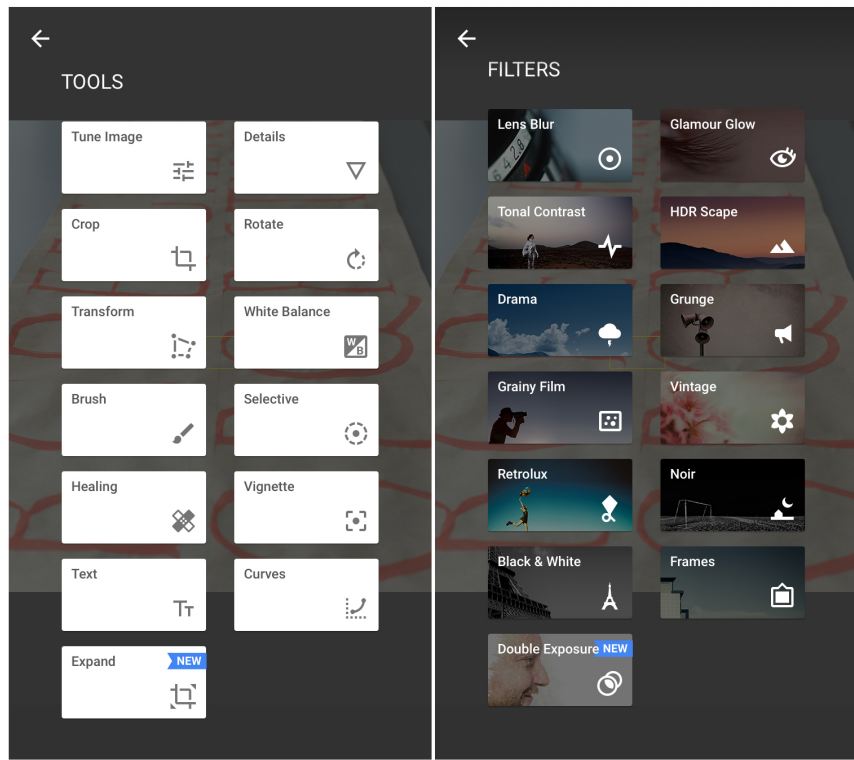 TOOLS
Tune Image
Details
Crop
Rotate
Transform
White Balance
W
B
Brush
Selective
Healing
Vignette
Text
Curves
TT
Expand
NEW
FILTERS
Lens Blur
Glamour Glow
Tonal Contrast
HDR Scape
Drama
Grunge
Grainy Film
Vintage
Retrolux
Noir
Black & White
Frames
Double Exposure
NEW